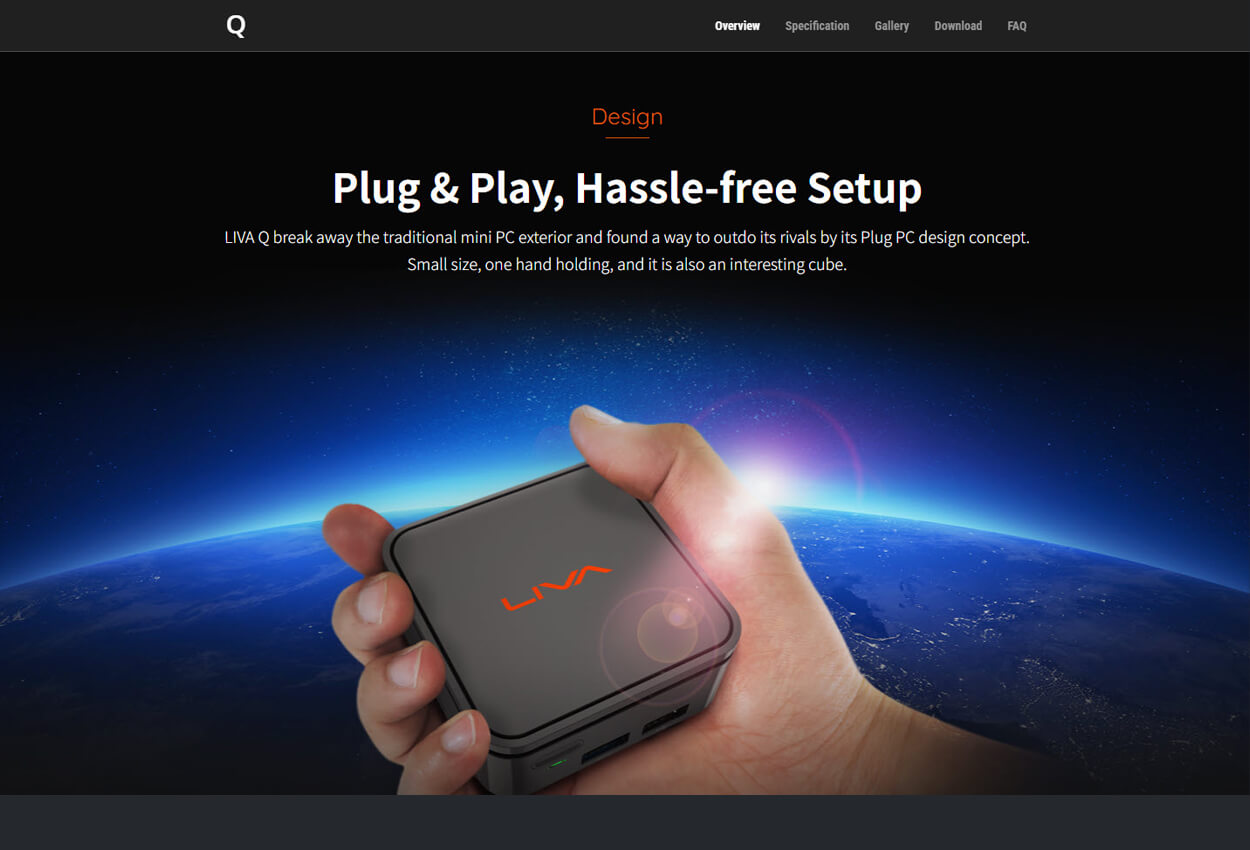 Q
Overview Specification Gallery Download FAQ
Design
Plug & Play, Hassle-free Setup
LIVA Q break away the traditional mini PC exterior and found a way to outdo its rivals by its Plug PC design concept.
Small size, one hand holding, and it is also an interesting cube.
LIVA